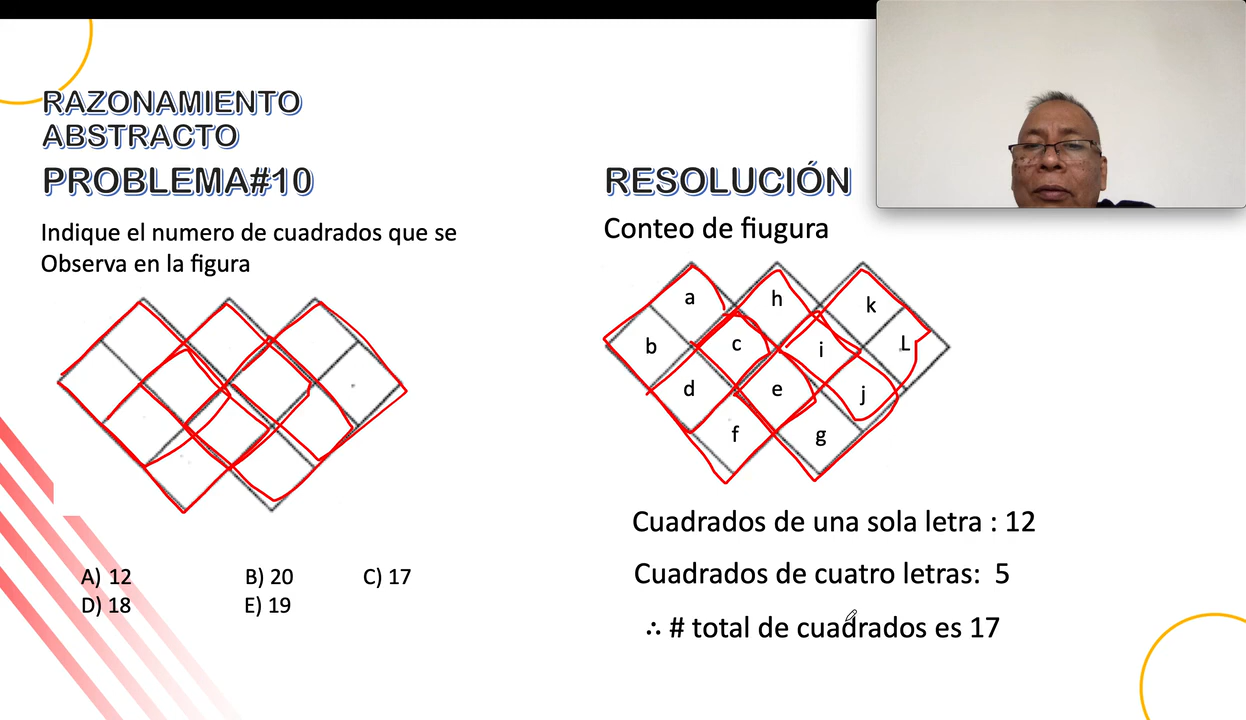 RAZONAMIENTO
ABSTRACTO
PROBLEMA#10
Indique el numero de cuadrados que se
Observa en la figura
A) 12 B) 20 C) 17
D) 18 E) 19
RESOLUCIÓN
Conteo de fiugura
a h k
b c i L
d e j
f g
Cuadrados de una sola letra : 12
Cuadrados de cuatro letras: 5
∴ # total de cuadrados es 17